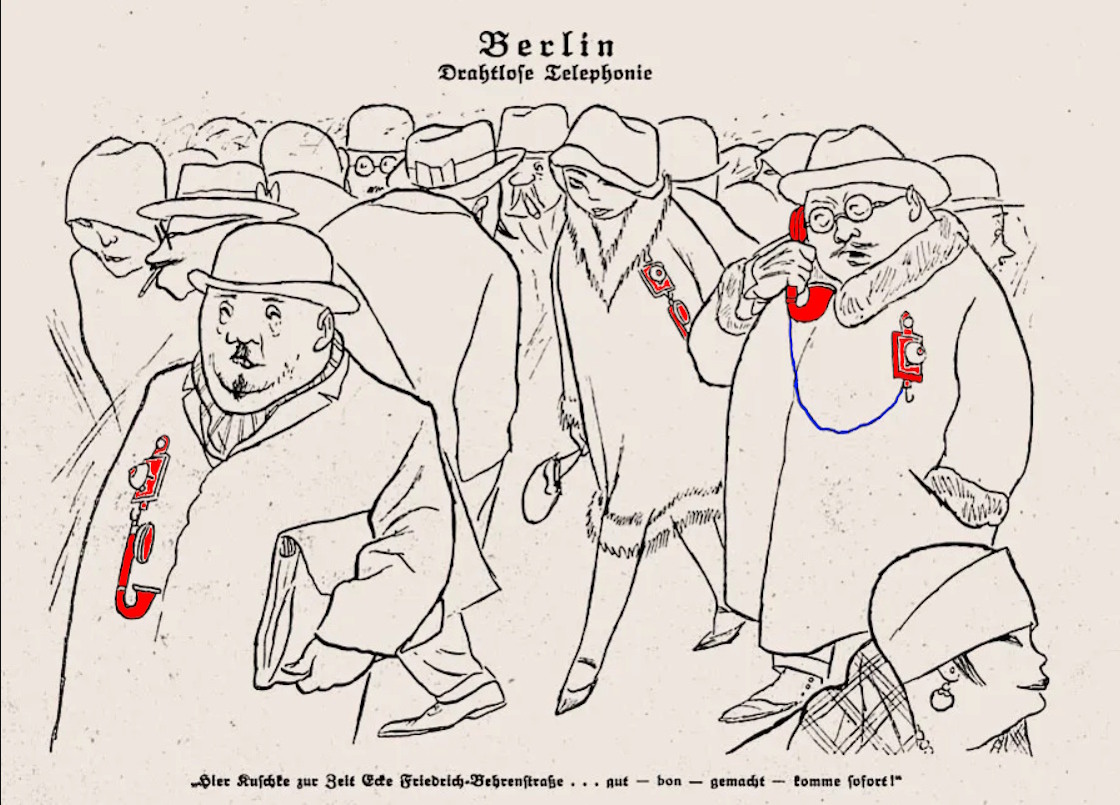 Berlin
Drahtlose Telephonie
„Hier Kuschke zur Zeit Ecke Friedrich-Behrenstraße . . . gut — bon — gemacht — komme sofort!“